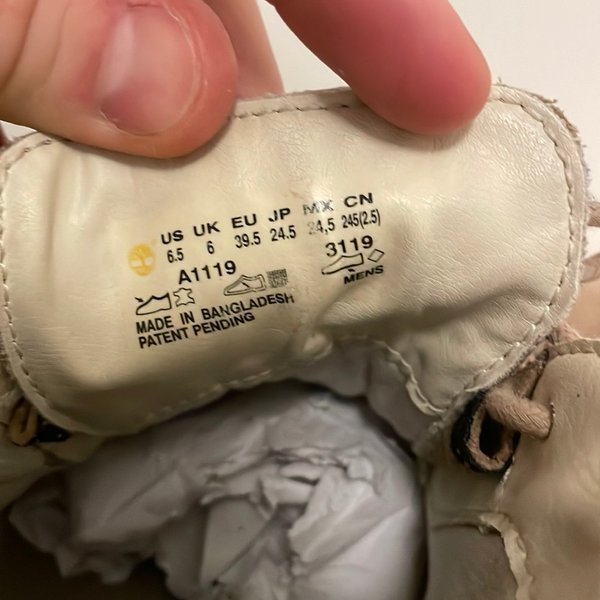 US UK EU JP MX CN
6.5 6 39.5 24.5 24,5 245(2.5)
A1119 3119
MENS
MADE IN BANGLADESH
PATENT PENDING